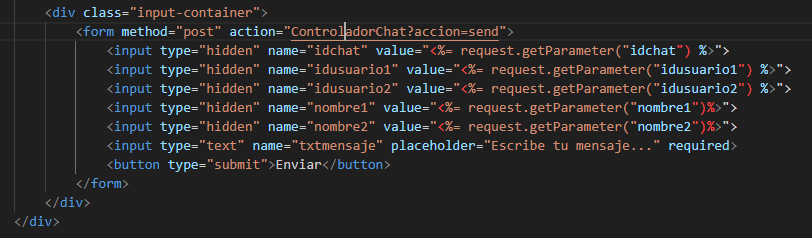 <div class="input-container">
<form method="post" action="ControladorChat?accion=send">
<input type="hidden" name="idchat" value="<%= request.getParameter("idchat") %>">
<input type="hidden" name="idusuario1" value="<%= request.getParameter("idusuario1") %>">
<input type="hidden" name="idusuario2" value="<%= request.getParameter("idusuario2") %>">
<input type="hidden" name="nombre1" value="<%= request.getParameter("nombre1")%>">
<input type="hidden" name="nombre2" value="<%= request.getParameter("nombre2")%>">
<input type="text" name="txtmensaje" placeholder="Escribe tu mensaje..." required>
<button type="submit">Enviar</button>
</form>
</div>
</div>